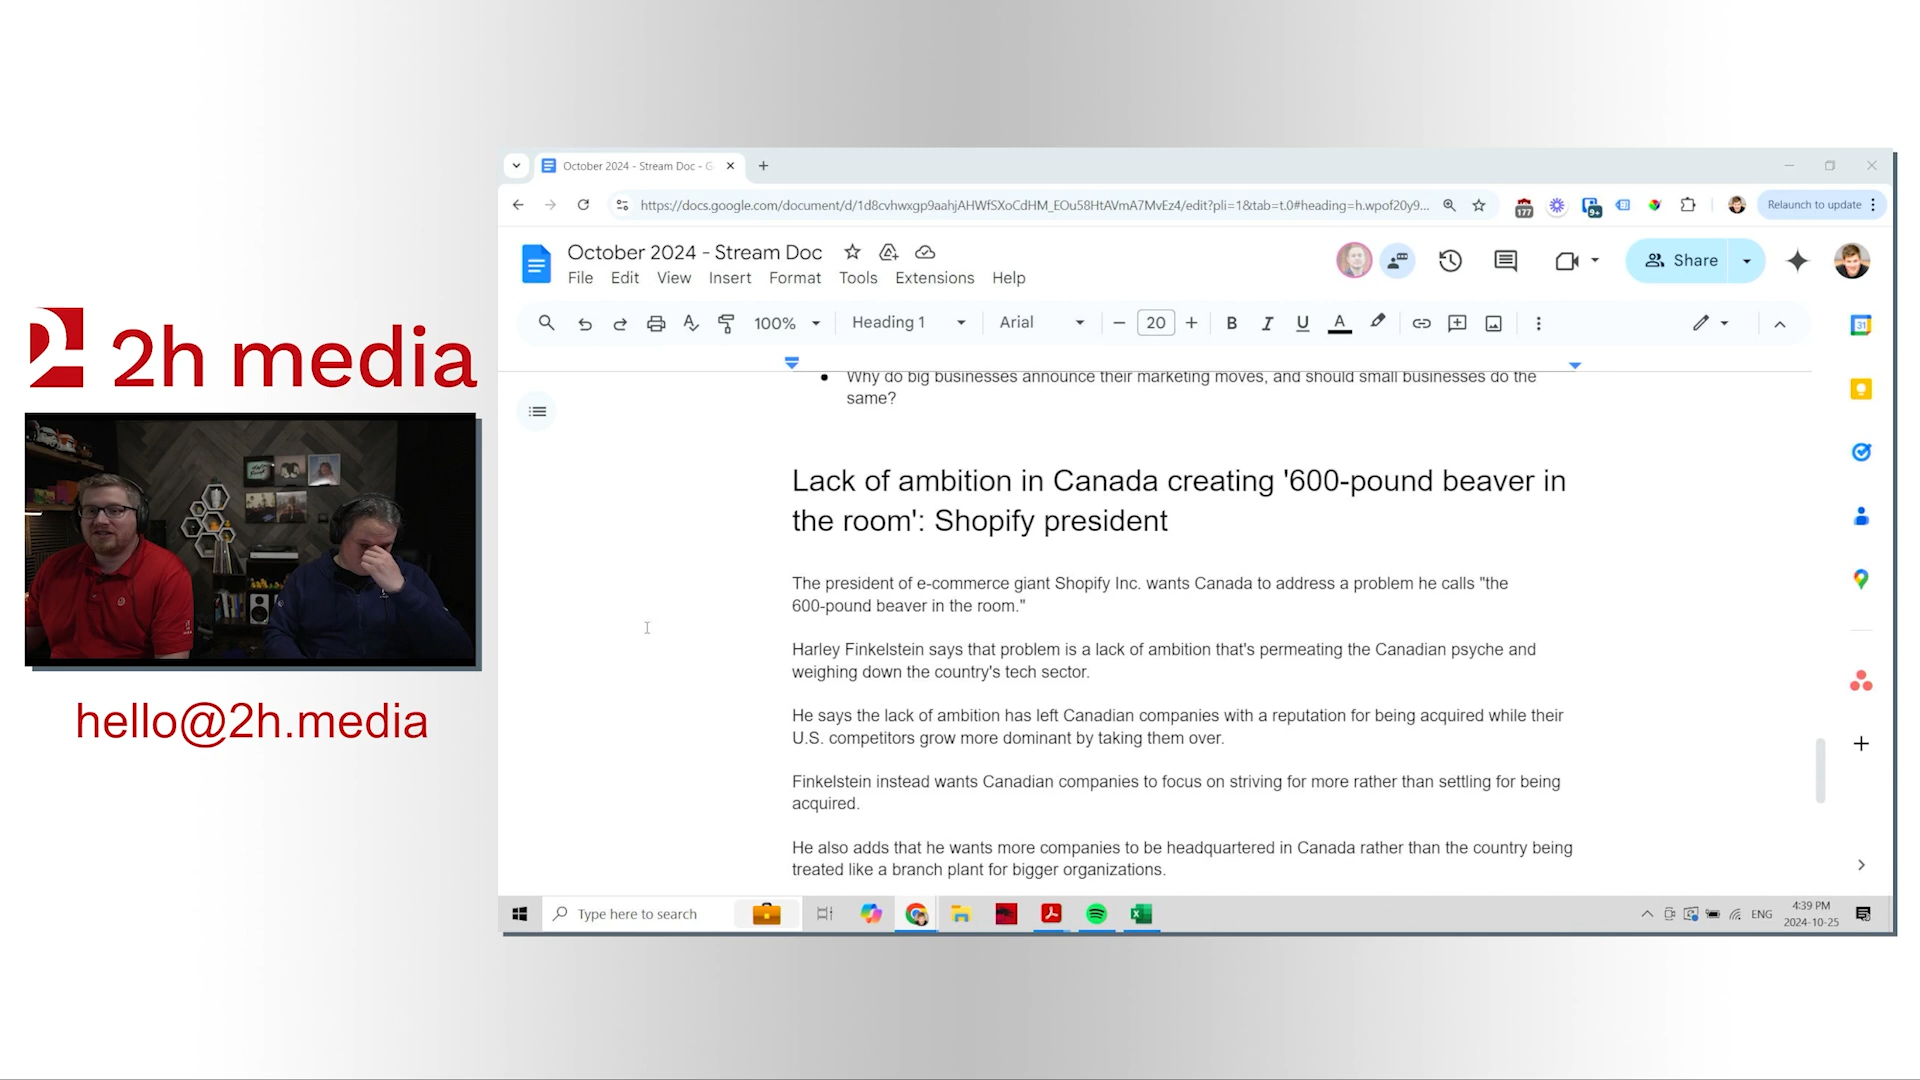 October 2024 - Stream Doc - G
https://docs.google.com/document/d/1d8cvhwxgp9aahjAHWfSXoCdHM_EOu58HtAVmA7MvEz4/edit?pli=1&tab=t.0#heading=h.wpof20y9...
177
9+
Relaunch to update
October 2024 - Stream Doc
File Edit View Insert Format Tools Extensions Help
Share
100% Heading 1 Arial 20 B I U A
31
Why do big businesses announce their marketing moves, and should small businesses do the
same?
Lack of ambition in Canada creating '600-pound beaver in
the room': Shopify president
The president of e-commerce giant Shopify Inc. wants Canada to address a problem he calls "the
600-pound beaver in the room."
Harley Finkelstein says that problem is a lack of ambition that's permeating the Canadian psyche and
weighing down the country's tech sector.
He says the lack of ambition has left Canadian companies with a reputation for being acquired while their
U.S. competitors grow more dominant by taking them over.
Finkelstein instead wants Canadian companies to focus on striving for more rather than settling for being
acquired.
He also adds that he wants more companies to be headquartered in Canada rather than the country being
treated like a branch plant for bigger organizations.
Type here to search
ENG
4:39 PM
2024-10-25
2h media
hello@2h.media